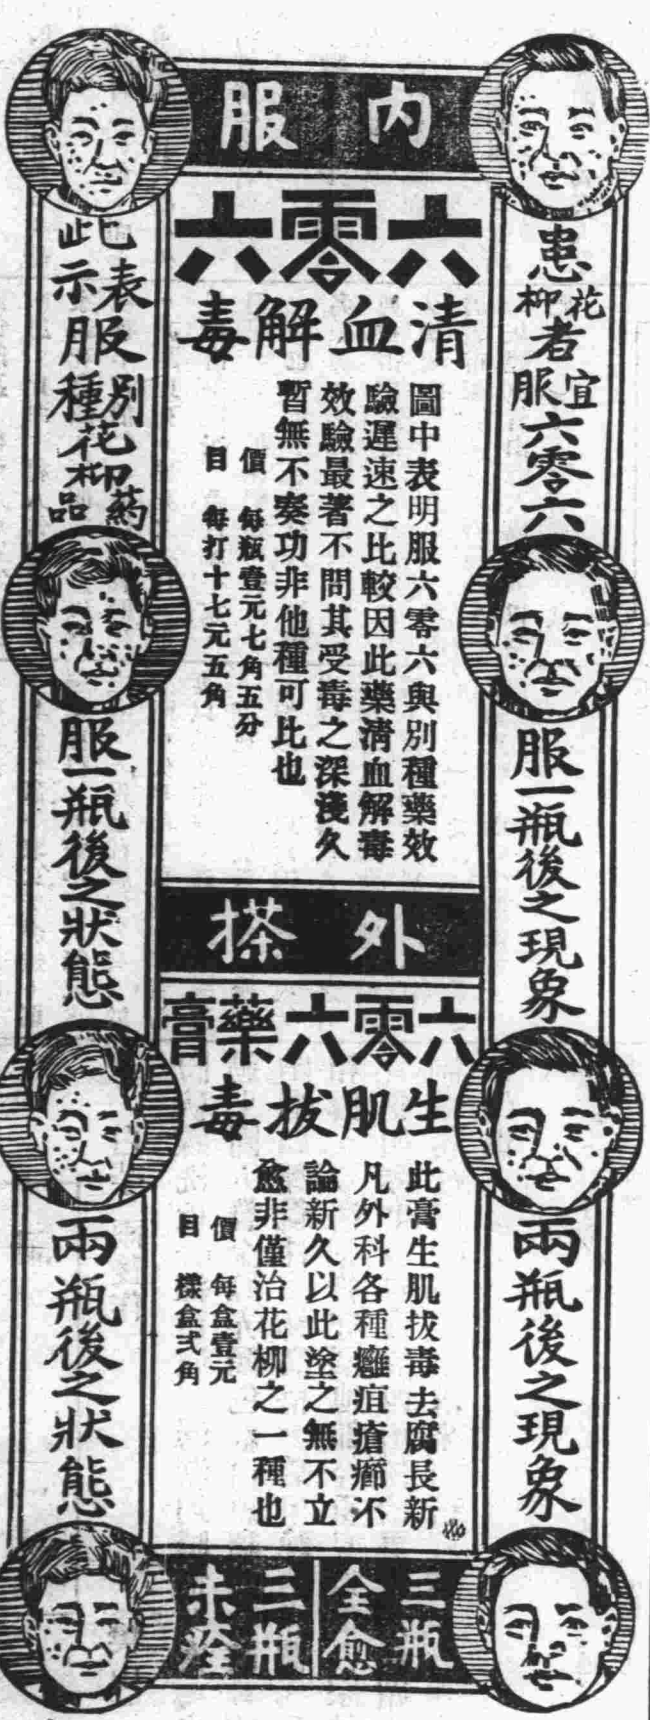 內服
六零六
清血解毒
圖中表明服六零六與別種藥效
驗遲速之比較因此藥清血解毒
效驗最著不問其受毒之深淺久
暫無不奏功非他種可比也
價目
每瓶壹元七角五分
每打十七元五角
患花柳者宜服六零六
服一瓶後之現象
兩瓶後之現象
三瓶全愈
此表示服別種花柳葯品
服一瓶後之狀態
兩瓶後之狀態
三瓶未痊
外搽
六零六藥膏
生肌拔毒
此膏生肌拔毒去腐長新
凡外科各種癰疽瘡癤不
論新久以此塗之無不立
愈非僅治花柳之一種也
價目
每盒壹元
樣盒弍角